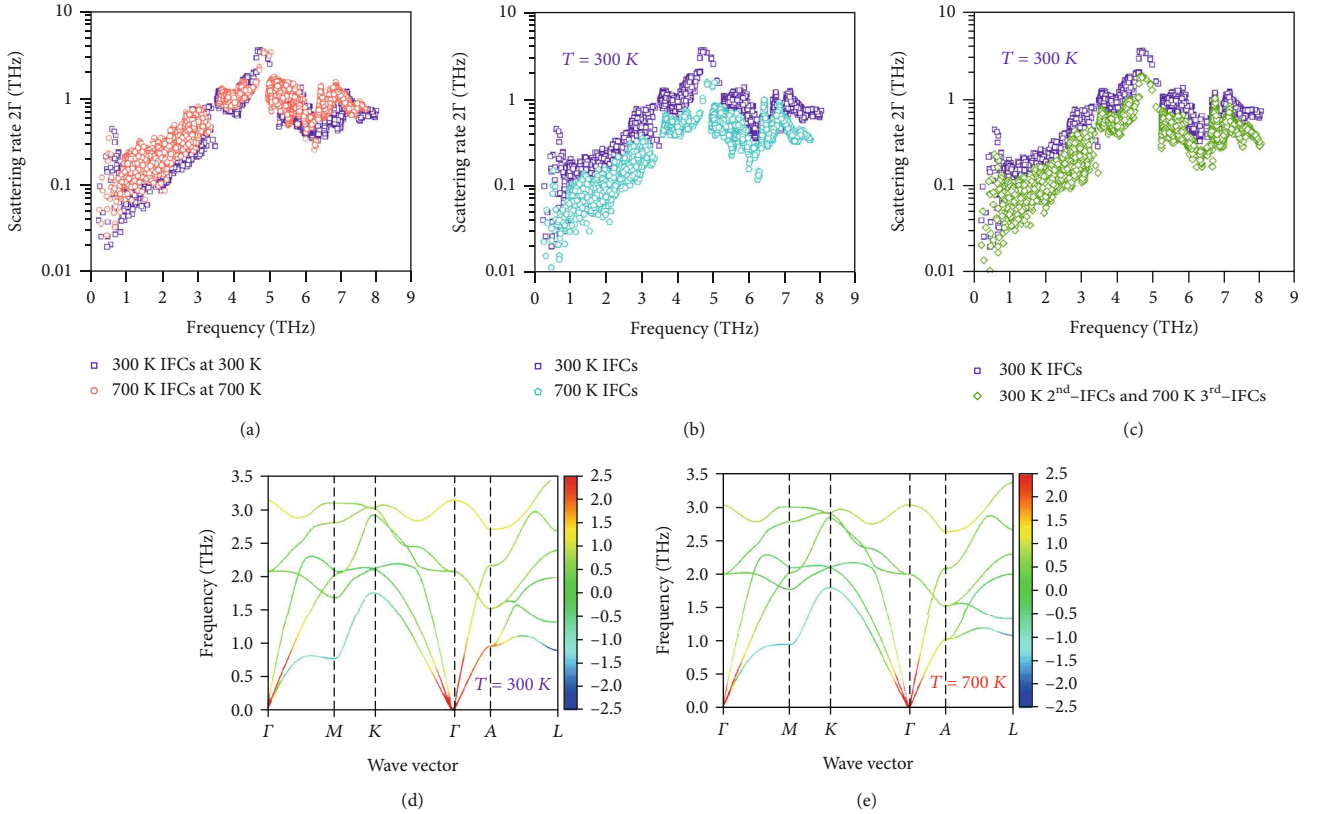 10
1
0.1
0.01
Scattering rate 2Γ (THz)
0 1 2 3 4 5 6 7 8 9
Frequency (THz)
300 K IFCs at 300 K
700 K IFCs at 700 K
(a)
10
1
0.1
0.01
Scattering rate 2Γ (THz)
T = 300 K
0 1 2 3 4 5 6 7 8 9
Frequency (THz)
300 K IFCs
700 K IFCs
(b)
10
1
0.1
0.01
Scattering rate 2Γ (THz)
T = 300 K
0 1 2 3 4 5 6 7 8 9
Frequency (THz)
300 K IFCs
300 K 2nd–IFCs and 700 K 3rd–IFCs
(c)
3.5
3.0
2.5
2.0
1.5
1.0
0.5
0.0
Frequency (THz)
T = 300 K
Γ M K Γ A L
Wave vector
2.5
2.0
1.5
1.0
0.5
0.0
–0.5
–1.0
–1.5
–2.0
–2.5
(d)
3.5
3.0
2.5
2.0
1.5
1.0
0.5
0.0
Frequency (THz)
T = 700 K
Γ M K Γ A L
Wave vector
2.5
2.0
1.5
1.0
0.5
0.0
–0.5
–1.0
–1.5
–2.0
–2.5
(e)